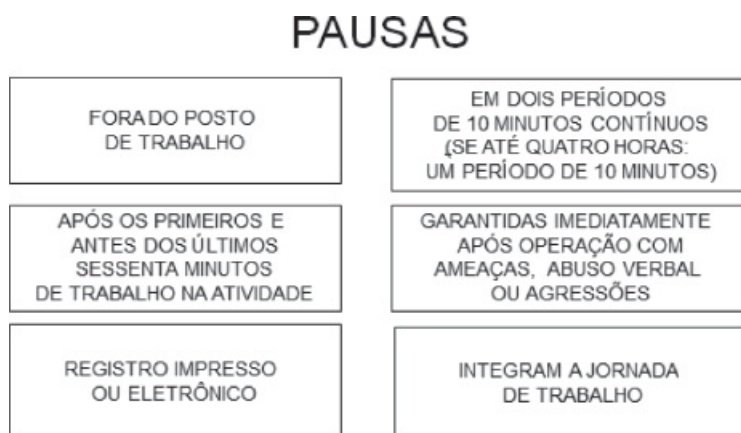 PAUSAS
FORA DO POSTO
DE TRABALHO
EM DOIS PERÍODOS
DE 10 MINUTOS CONTÍNUOS
(SE ATÉ QUATRO HORAS:
UM PERÍODO DE 10 MINUTOS)
APÓS OS PRIMEIROS E
ANTES DOS ÚLTIMOS
SESSENTA MINUTOS
DE TRABALHO NA ATIVIDADE
GARANTIDAS IMEDIATAMENTE
APÓS OPERAÇÃO COM
AMEAÇAS, ABUSO VERBAL
OU AGRESSÕES
REGISTRO IMPRESSO
OU ELETRÔNICO
INTEGRAM A JORNADA
DE TRABALHO